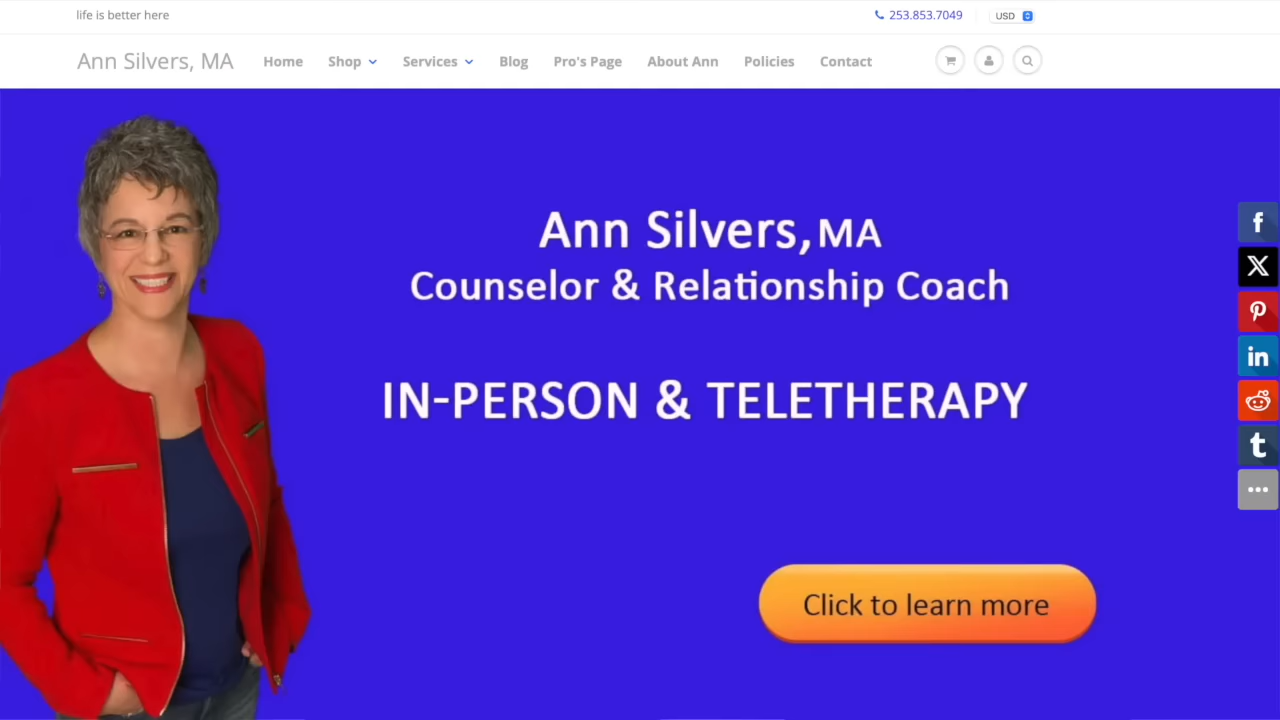 life is better here
253.853.7049
USD
Ann Silvers, MA
Home
Shop
Services
Blog
Pro's Page
About Ann
Policies
Contact
Ann Silvers, MA
Counselor & Relationship Coach
IN-PERSON & TELETHERAPY
Click to learn more